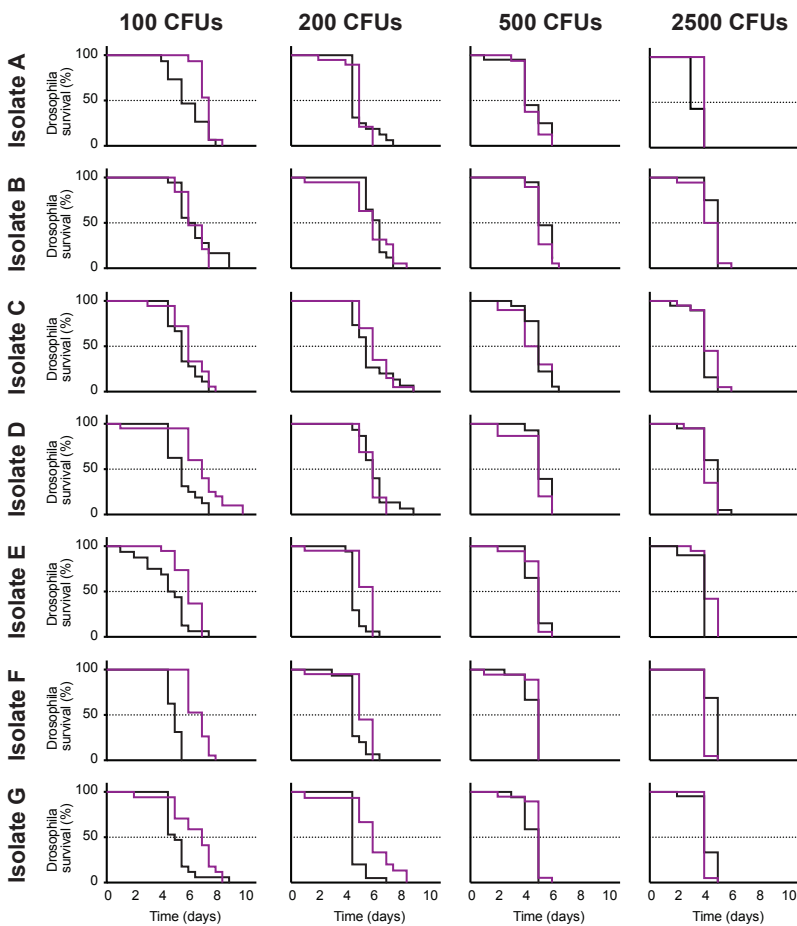 100 CFUs 200 CFUs 500 CFUs 2500 CFUs
Isolate A
Drosophila
survival (%)
100
50
0
Isolate B
Drosophila
survival (%)
100
50
0
Isolate C
Drosophila
survival (%)
100
50
0
Isolate D
Drosophila
survival (%)
100
50
0
Isolate E
Drosophila
survival (%)
100
50
0
Isolate F
Drosophila
survival (%)
100
50
0
Isolate G
Drosophila
survival (%)
100
50
0
0 2 4 6 8 10 0 2 4 6 8 10 0 2 4 6 8 10 0 2 4 6 8 10
Time (days) Time (days) Time (days) Time (days)